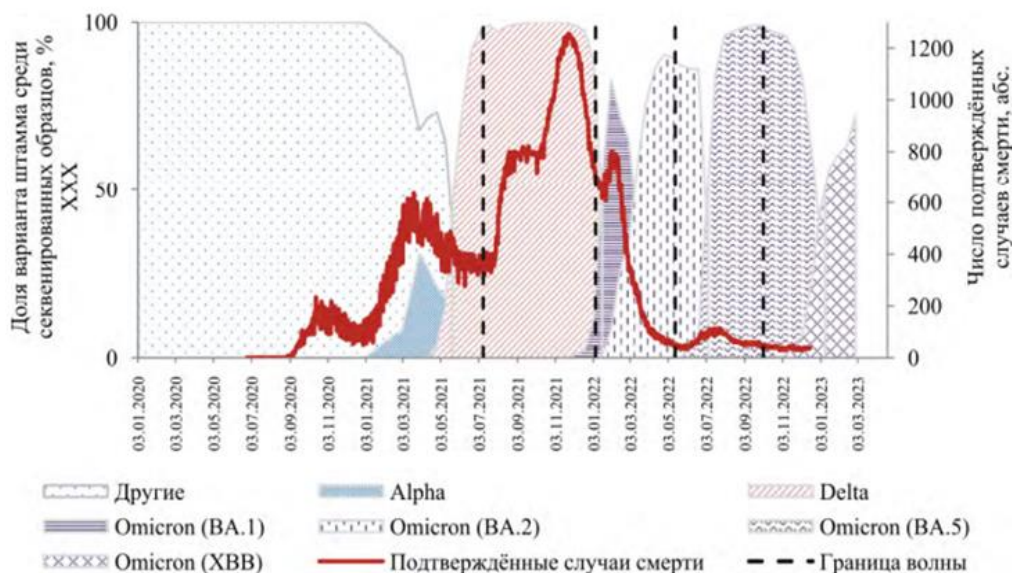 Доля варианта штамма среди
секвенированных образцов, %
XXX
100
50
0
1200
1000
800
600
400
200
0
Число подтверждённых
случаев смерти, абс.
03.01.2020
03.03.2020
03.05.2020
03.07.2020
03.09.2020
03.11.2020
03.01.2021
03.03.2021
03.05.2021
03.07.2021
03.09.2021
03.11.2021
03.01.2022
03.03.2022
03.05.2022
03.07.2022
03.09.2022
03.11.2022
03.01.2023
03.03.2023
Другие
Alpha
Delta
Omicron (BA.1)
Omicron (BA.2)
Omicron (BA.5)
Omicron (XBB)
Подтверждённые случаи смерти
Граница волны